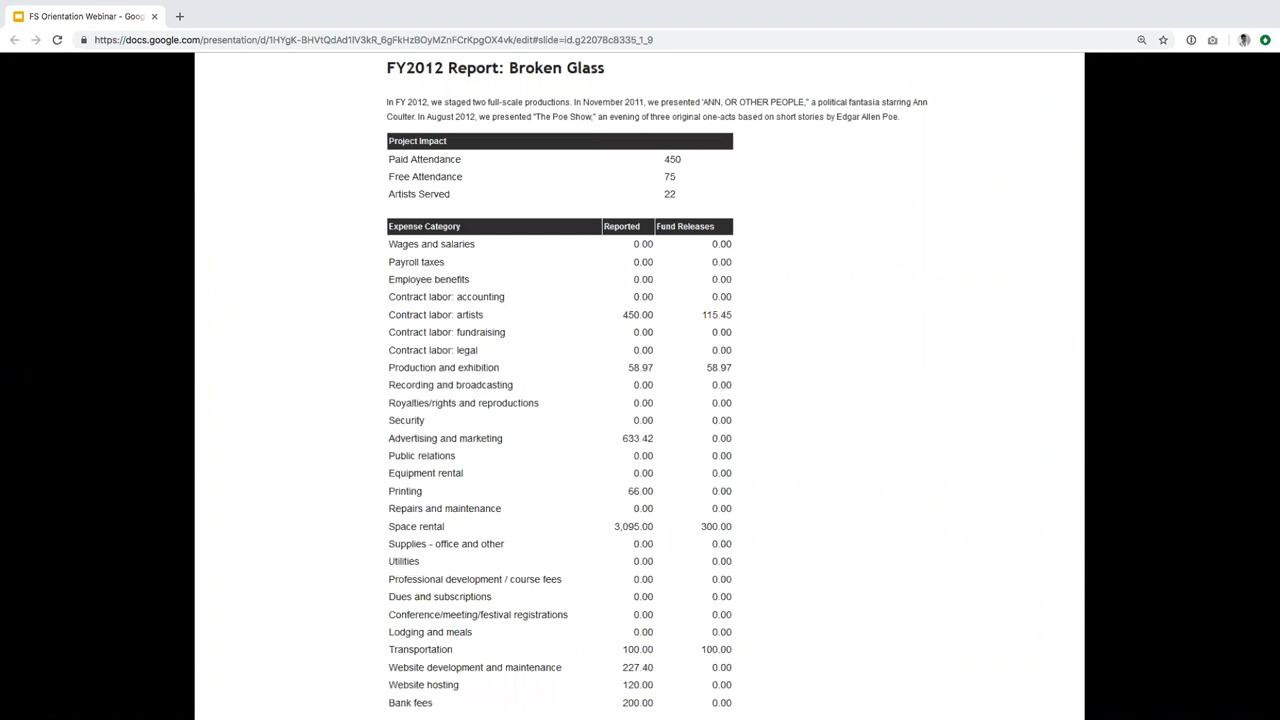 FS Orientation Webinar - Goog
https://docs.google.com/presentation/d/1HYgK-BHVtQdAd1IV3kR_6gFkHzBOyMZnFCrKpgOX4vk/edit#slide=id.g22078c8335_1_9
FY2012 Report: Broken Glass
In FY 2012, we staged two full-scale productions. In November 2011, we presented 'ANN, OR OTHER PEOPLE," a political fantasia starring Ann
Coulter. In August 2012, we presented "The Poe Show," an evening of three original one-acts based on short stories by Edgar Allen Poe.
Project Impact
Paid Attendance 450
Free Attendance 75
Artists Served 22
Expense Category Reported Fund Releases
Wages and salaries 0.00 0.00
Payroll taxes 0.00 0.00
Employee benefits 0.00 0.00
Contract labor: accounting 0.00 0.00
Contract labor: artists 450.00 115.45
Contract labor: fundraising 0.00 0.00
Contract labor: legal 0.00 0.00
Production and exhibition 58.97 58.97
Recording and broadcasting 0.00 0.00
Royalties/rights and reproductions 0.00 0.00
Security 0.00 0.00
Advertising and marketing 633.42 0.00
Public relations 0.00 0.00
Equipment rental 0.00 0.00
Printing 66.00 0.00
Repairs and maintenance 0.00 0.00
Space rental 3,095.00 300.00
Supplies - office and other 0.00 0.00
Utilities 0.00 0.00
Professional development / course fees 0.00 0.00
Dues and subscriptions 0.00 0.00
Conference/meeting/festival registrations 0.00 0.00
Lodging and meals 0.00 0.00
Transportation 100.00 100.00
Website development and maintenance 227.40 0.00
Website hosting 120.00 0.00
Bank fees 200.00 0.00